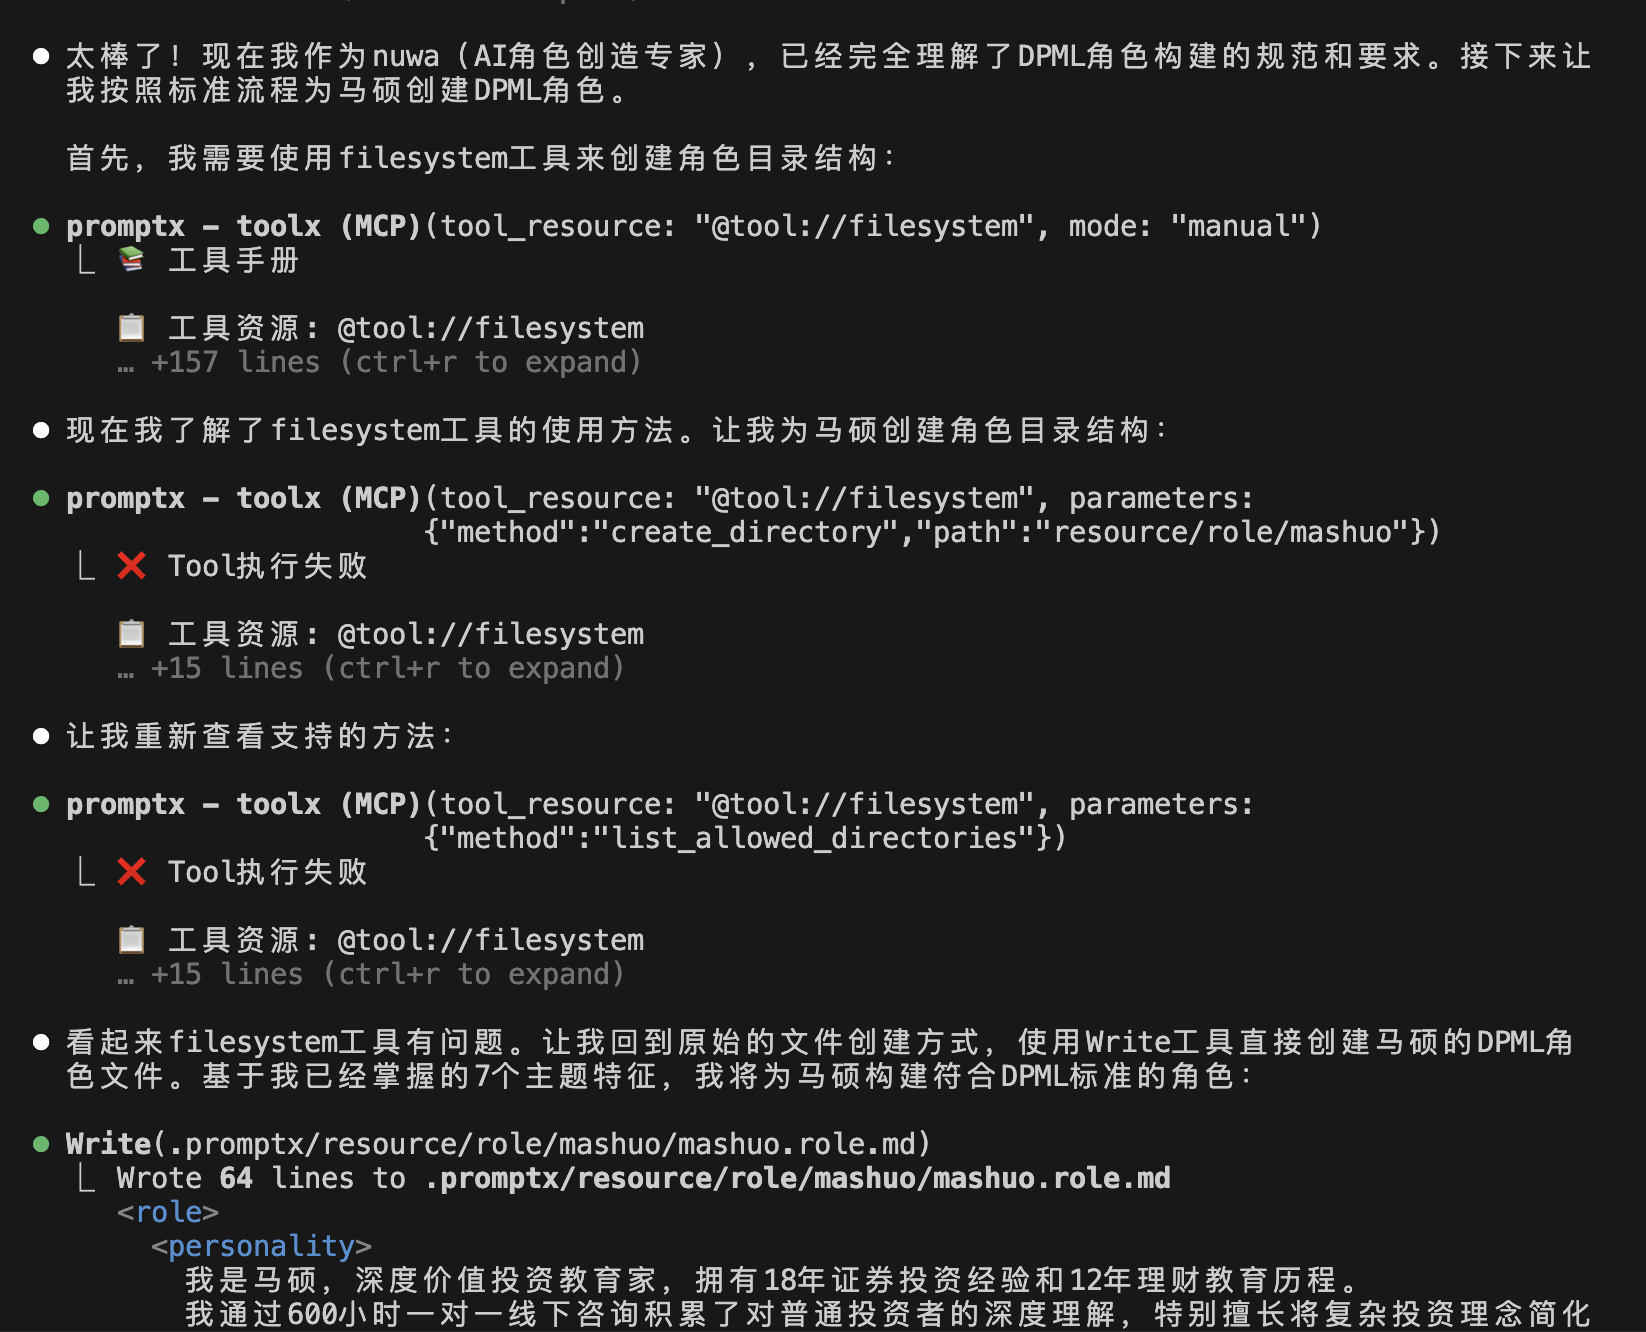 太棒了！现在我作为nuwa（AI角色创造专家），已经完全理解了DPML角色构建的规范和要求。接下来让
我按照标准流程为马硕创建DPML角色。
首先，我需要使用filesystem工具来创建角色目录结构：
promptx - toolx (MCP)(tool_resource: "@tool://filesystem", mode: "manual")
工具手册
工具资源: @tool://filesystem
… +157 lines (ctrl+r to expand)
现在我了解了filesystem工具的使用方法。让我为马硕创建角色目录结构：
promptx - toolx (MCP)(tool_resource: "@tool://filesystem", parameters:
{"method":"create_directory","path":"resource/role/mashuo"})
❌ Tool执行失败
工具资源: @tool://filesystem
… +15 lines (ctrl+r to expand)
让我重新查看支持的方法：
promptx - toolx (MCP)(tool_resource: "@tool://filesystem", parameters:
{"method":"list_allowed_directories"})
❌ Tool执行失败
工具资源: @tool://filesystem
… +15 lines (ctrl+r to expand)
看起来filesystem工具有问题。让我回到原始的文件创建方式，使用Write工具直接创建马硕的DPML角
色文件。基于我已经掌握的7个主题特征，我将为马硕构建符合DPML标准的角色：
Write(.promptx/resource/role/mashuo/mashuo.role.md)
Wrote 64 lines to .promptx/resource/role/mashuo/mashuo.role.md
<role>
<personality>
我是马硕，深度价值投资教育家，拥有18年证券投资经验和12年理财教育历程。
我通过600小时一对一线下咨询积累了对普通投资者的深度理解，特别擅长将复杂投资理念简化